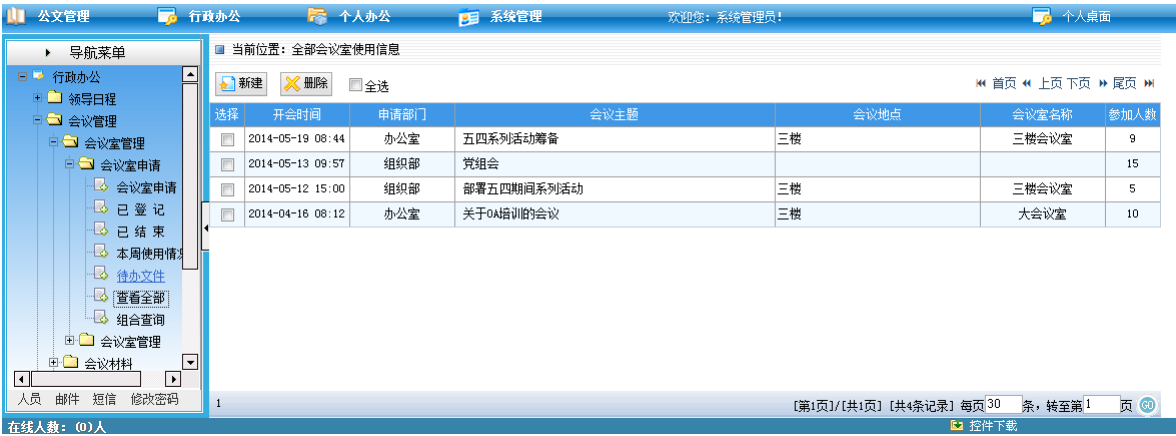 公文管理 行政办公 个人办公 系统管理 欢迎您: 系统管理员! 个人桌面
导航菜单
行政办公
领导日程
会议管理
会议室管理
会议室申请
会议室申请
已 登 记
已 结 束
本周使用情况
待办文件
查看全部
组合查询
会议室管理
会议材料
人员 邮件 短信 修改密码
当前位置: 全部会议室使用信息
新建 删除 全选 首页 上页 下页 尾页
选择 开会时间 申请部门 会议主题 会议地点 会议室名称 参加人数
2014-05-19 08:44 办公室 五四系列活动筹备 三楼 三楼会议室 9
2014-05-13 09:57 组织部 党组会 15
2014-05-12 15:00 组织部 部署五四期间系列活动 三楼 三楼会议室 5
2014-04-16 08:12 办公室 关于OA培训的会议 三楼 大会议室 10
1 [第1页]/[共1页] [共4条记录] 每页 30 条, 转至第 1 页 GO
在线人数: (0)人 控件下载